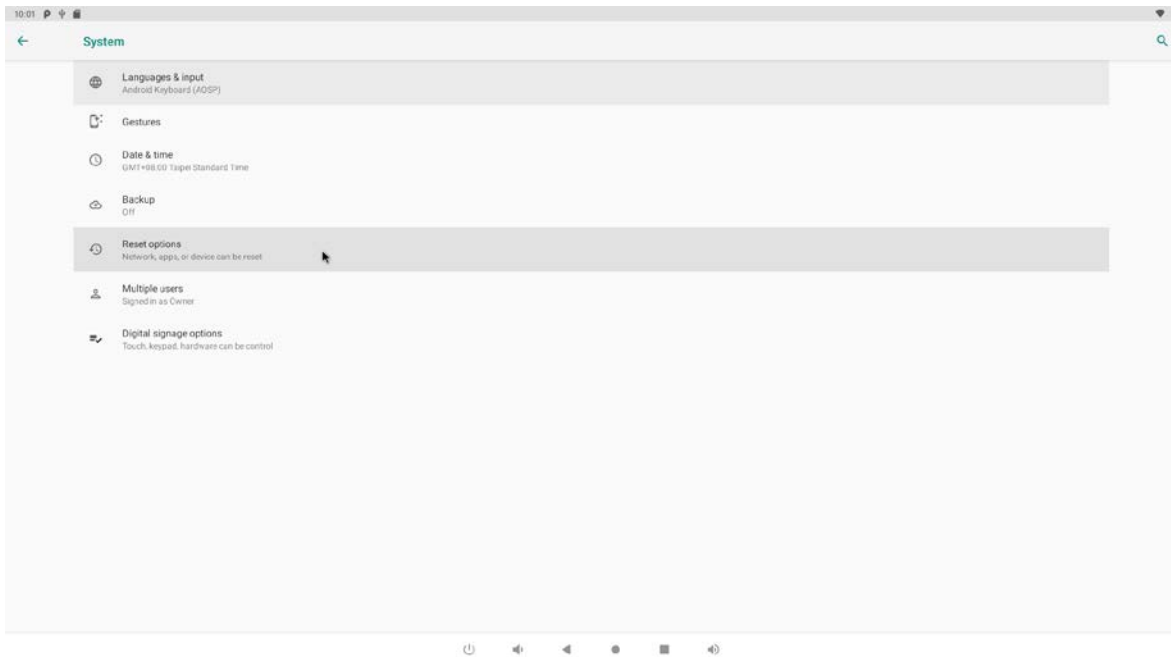 10:01
System
Languages & input
Android Keyboard (AOSP)
Gestures
Date & time
GMT+08:00 Taipei Standard Time
Backup
Off
Reset options
Network, apps, or device can be reset
Multiple users
Signed in as Owner
Digital signage options
Touch, keypad, hardware can be control